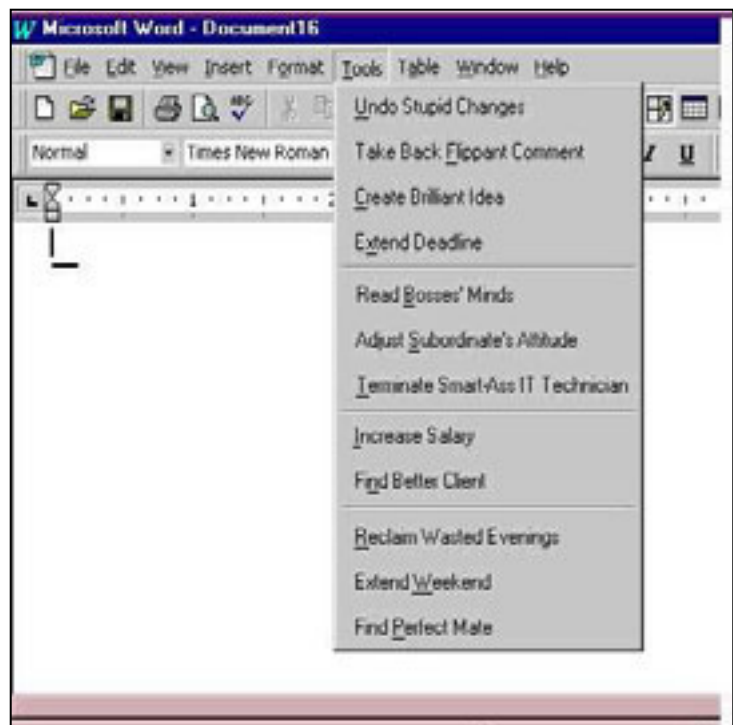 Microsoft Word - Document16
File Edit View Insert Format Tools Table Window Help
ABC
Normal Times New Roman I U
1
Undo Stupid Changes
Take Back Flippant Comment
Create Brilliant Idea
Extend Deadline
Read Bosses' Minds
Adjust Subordinate's Attitude
Terminate Smart-Ass IT Technician
Increase Salary
Find Better Client
Reclaim Wasted Evenings
Extend Weekend
Find Perfect Mate